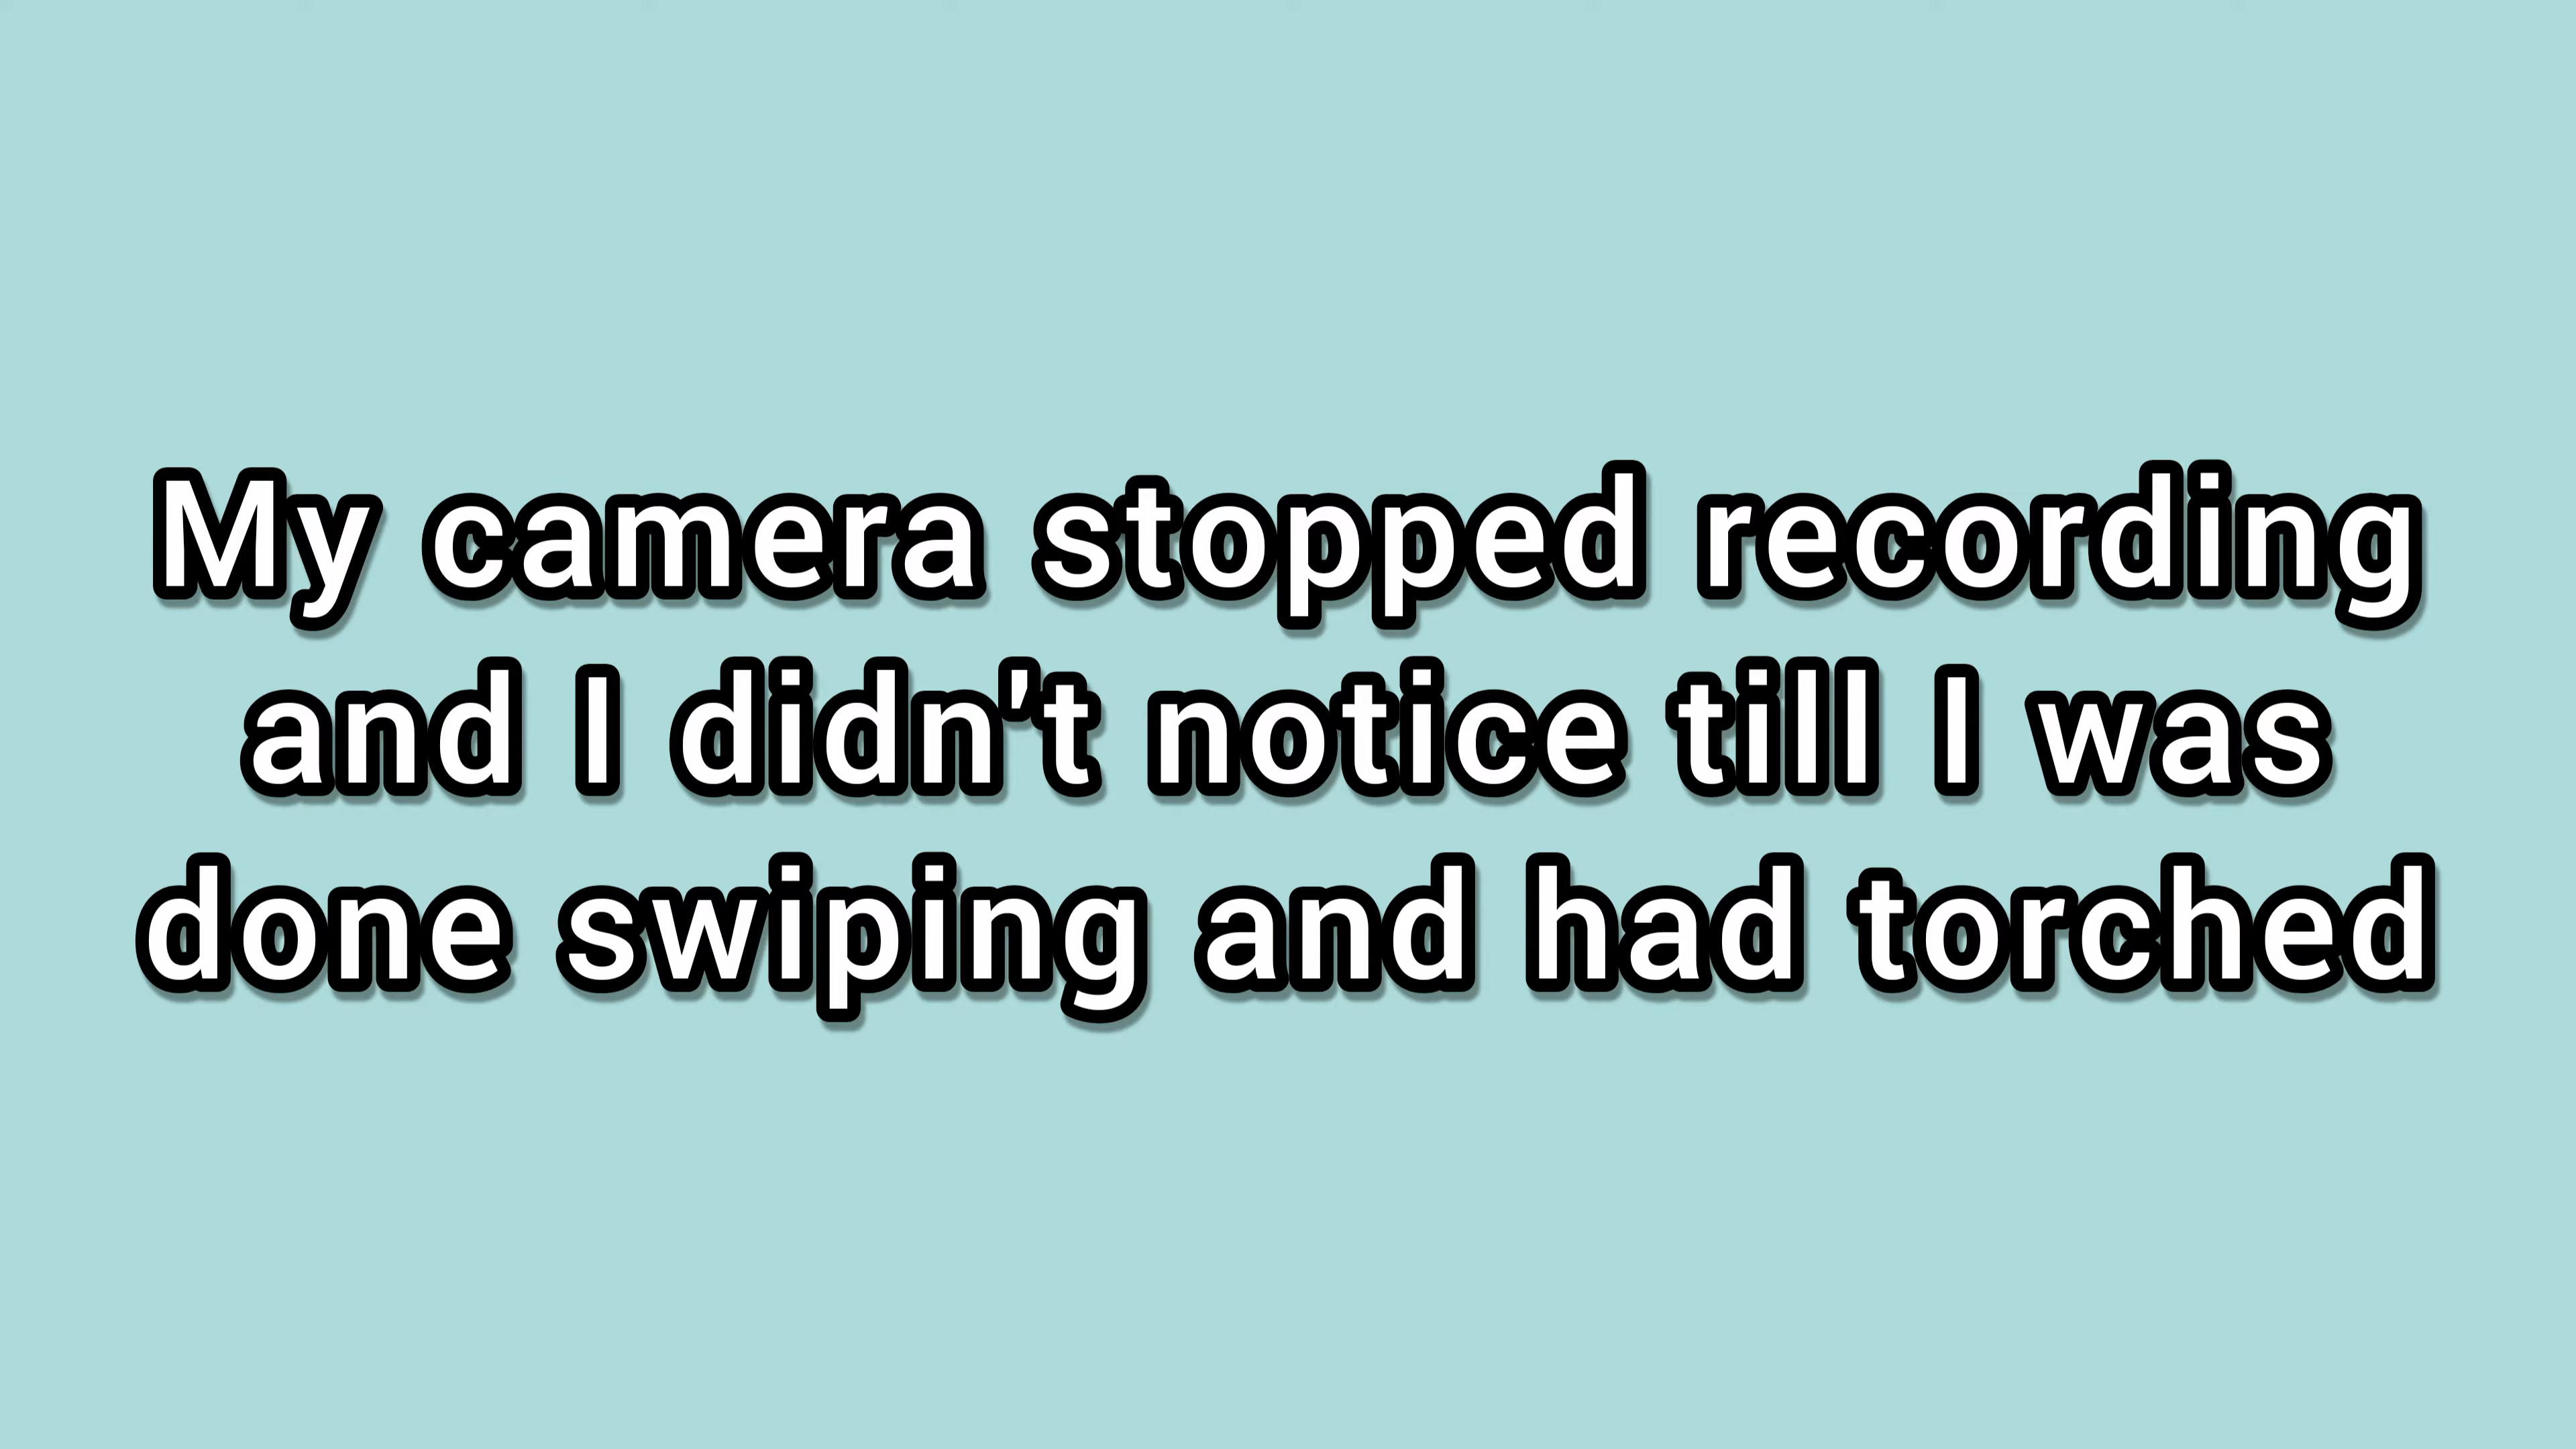 My camera stopped recording
and I didn't notice till I was
done swiping and had torched